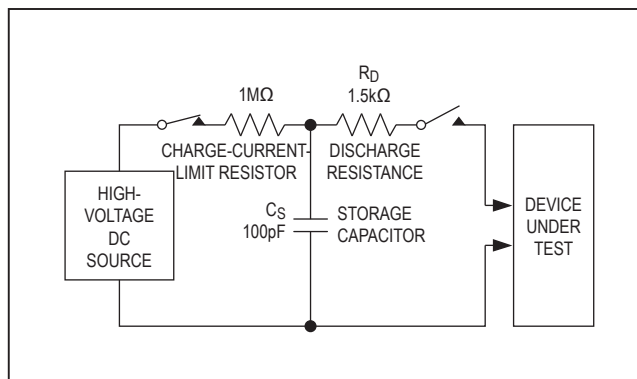 R_D
1MΩ
1.5kΩ
CHARGE-CURRENT-
LIMIT RESISTOR
DISCHARGE
RESISTANCE
HIGH-
VOLTAGE
DC
SOURCE
C_S
100pF
STORAGE
CAPACITOR
DEVICE
UNDER
TEST